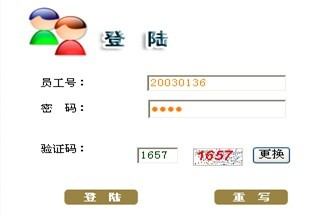 登 陆
员工号： 20030136
密 码： ●●●●
验证码： 1657 1657 更换
登 陆 重 写